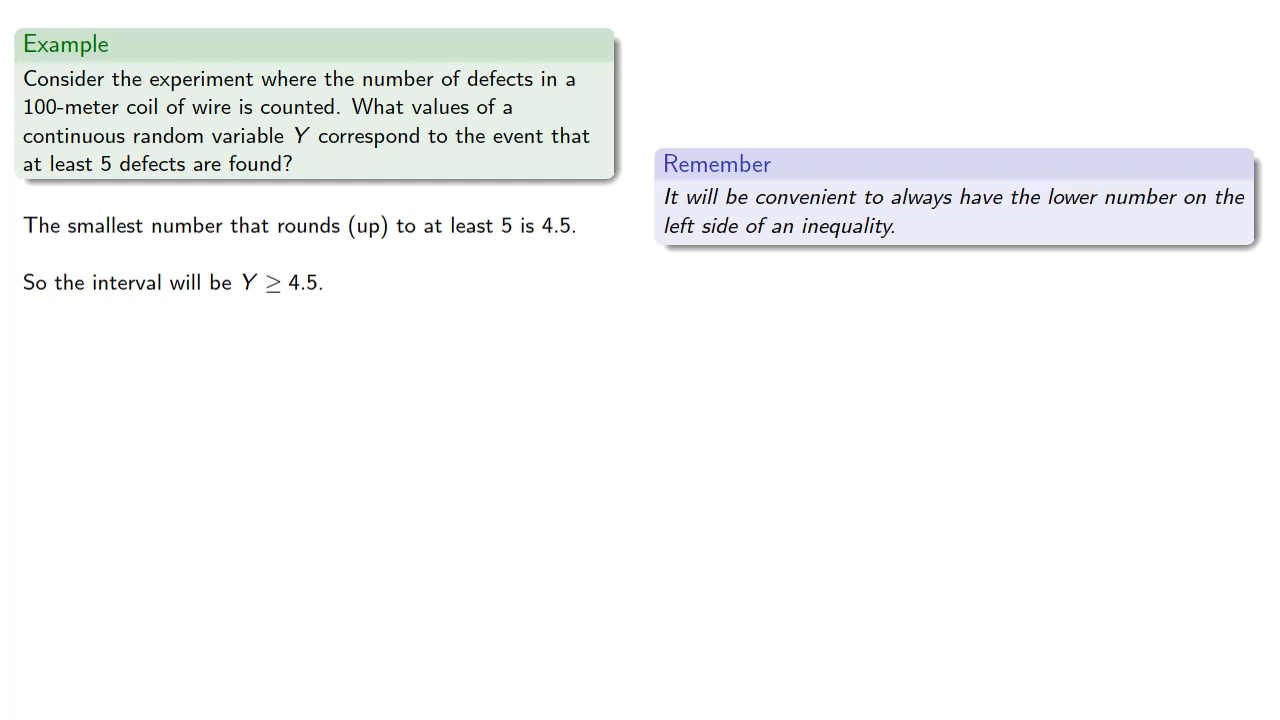 Example
Consider the experiment where the number of defects in a
100-meter coil of wire is counted. What values of a
continuous random variable Y correspond to the event that
at least 5 defects are found?
The smallest number that rounds (up) to at least 5 is 4.5.
So the interval will be Y ≥ 4.5.
Remember
It will be convenient to always have the lower number on the
left side of an inequality.